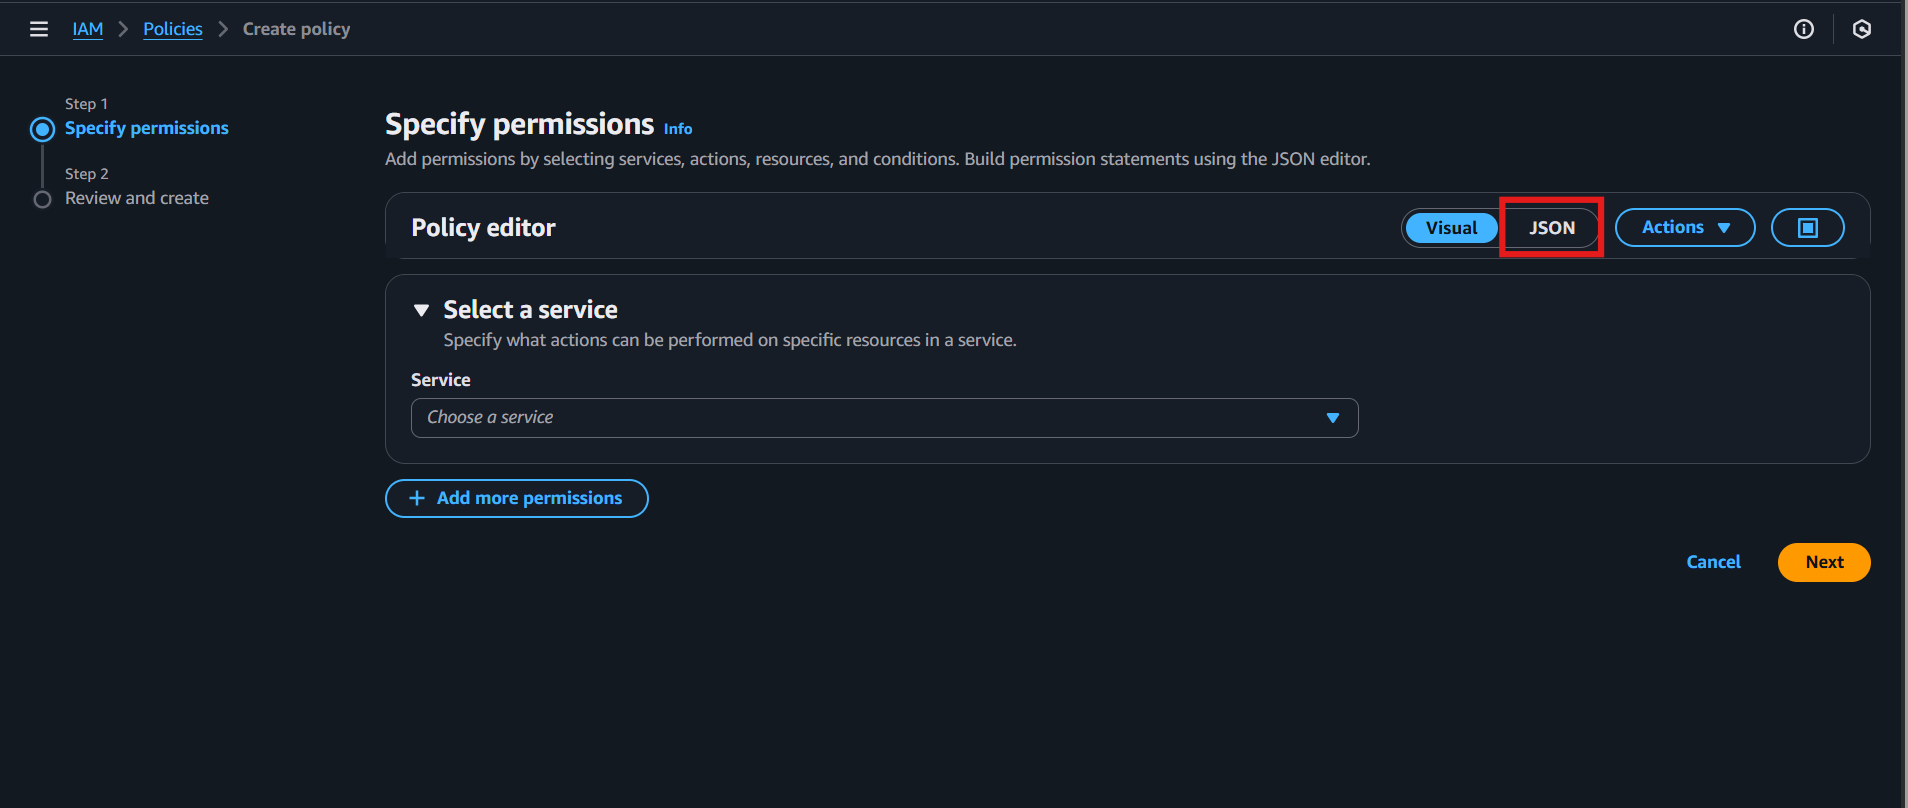 IAM Policies Create policy
Step 1
Specify permissions
Step 2
Review and create
Specify permissions Info
Add permissions by selecting services, actions, resources, and conditions. Build permission statements using the JSON editor.
Policy editor
Visual JSON Actions
Select a service
Specify what actions can be performed on specific resources in a service.
Service
Choose a service
Add more permissions
Cancel Next